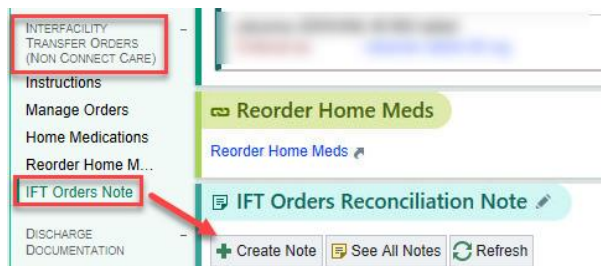 INTERFACILITY
TRANSFER ORDERS
(NON CONNECT CARE)
Instructions
Manage Orders
Home Medications
Reorder Home M...
IFT Orders Note
DISCHARGE
DOCUMENTATION
Reorder Home Meds
Reorder Home Meds
IFT Orders Reconciliation Note
Create Note See All Notes Refresh